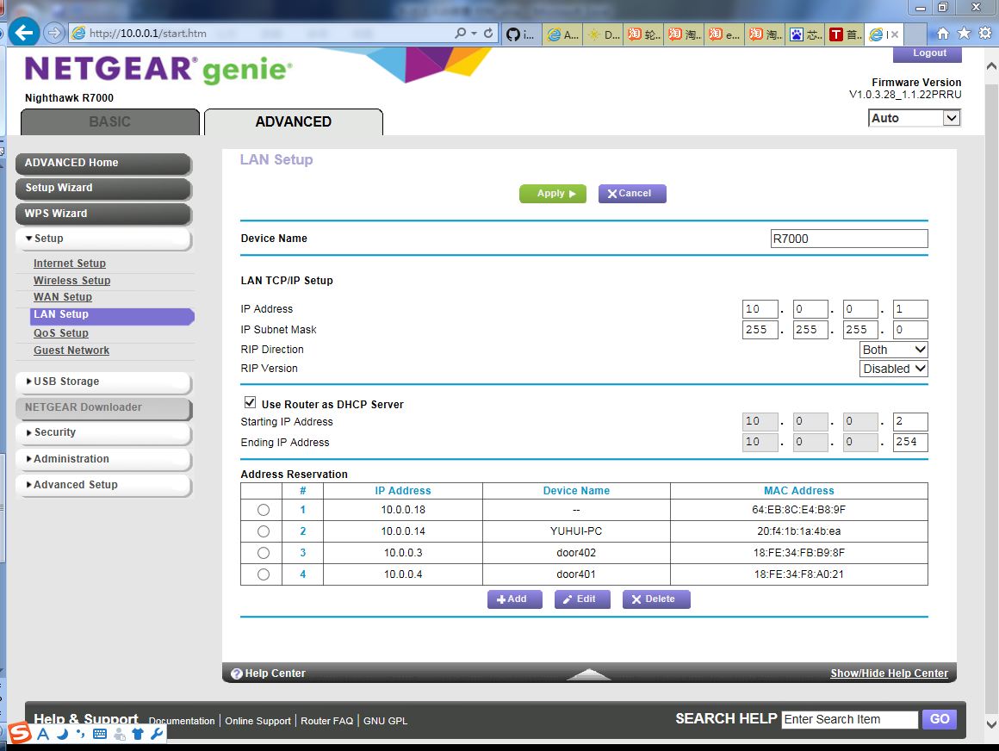 http://10.0.0.1/start.htm
i...
A...
D...
淘 轮..
淘 淘..
淘 e...
淘 淘..
芯..
T 首..
NETGEAR® genie®
Logout
Nighthawk R7000
Firmware Version
V1.0.3.28_1.1.22PRRU
BASIC
ADVANCED
Auto
ADVANCED Home
Setup Wizard
WPS Wizard
Setup
Internet Setup
Wireless Setup
WAN Setup
LAN Setup
QoS Setup
Guest Network
USB Storage
NETGEAR Downloader
Security
Administration
Advanced Setup
LAN Setup
Apply
Cancel
Device Name R7000
LAN TCP/IP Setup
IP Address 10 . 0 . 0 . 1
IP Subnet Mask 255 . 255 . 255 . 0
RIP Direction Both
RIP Version Disabled
Use Router as DHCP Server
Starting IP Address 10 . 0 . 0 . 2
Ending IP Address 10 . 0 . 0 . 254
Address Reservation
# IP Address Device Name MAC Address
1 10.0.0.18 -- 64:EB:8C:E4:B8:9F
2 10.0.0.14 YUHUI-PC 20:f4:1b:1a:4b:ea
3 10.0.0.3 door402 18:FE:34:FB:B9:8F
4 10.0.0.4 door401 18:FE:34:F8:A0:21
Add Edit Delete
Help Center
Show/Hide Help Center
Help & Support Documentation | Online Support | Router FAQ | GNU GPL
SEARCH HELP Enter Search Item GO
S A